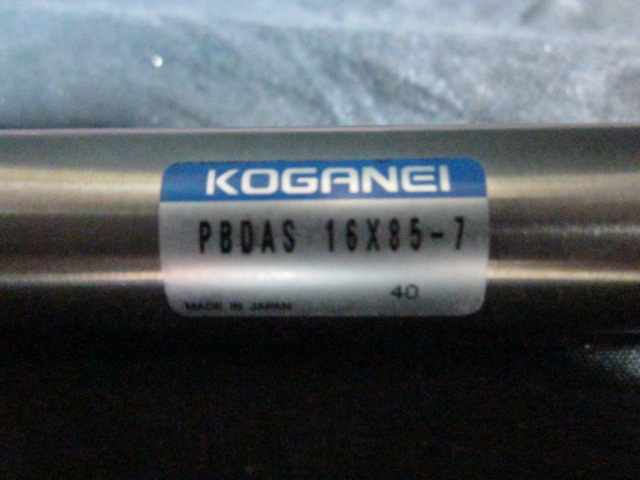 KOGANEI
PBDAS 16X85-7
40
MADE IN JAPAN